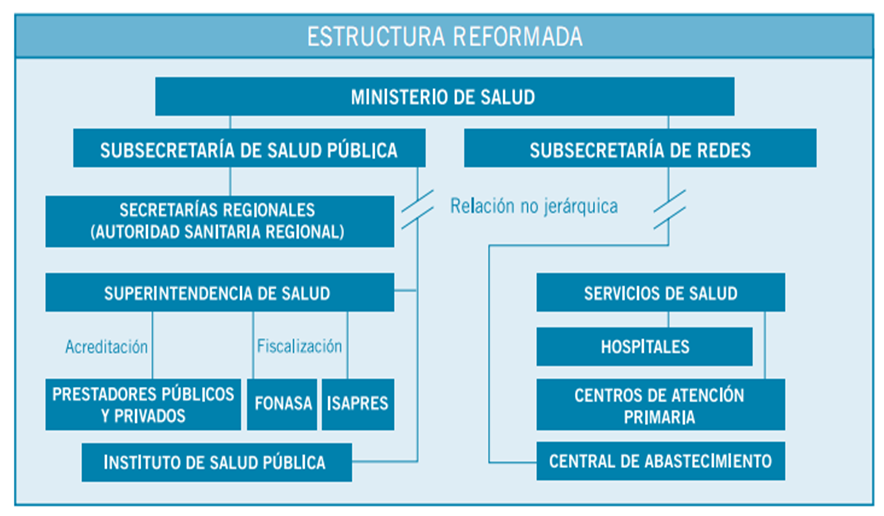 ESTRUCTURA REFORMADA
MINISTERIO DE SALUD
SUBSECRETARÍA DE SALUD PÚBLICA
SUBSECRETARÍA DE REDES
SECRETARÍAS REGIONALES
(AUTORIDAD SANITARIA REGIONAL)
Relación no jerárquica
SUPERINTENDENCIA DE SALUD
SERVICIOS DE SALUD
Acreditación
Fiscalización
HOSPITALES
PRESTADORES PÚBLICOS
Y PRIVADOS
FONASA
ISAPRES
CENTROS DE ATENCIÓN
PRIMARIA
INSTITUTO DE SALUD PÚBLICA
CENTRAL DE ABASTECIMIENTO